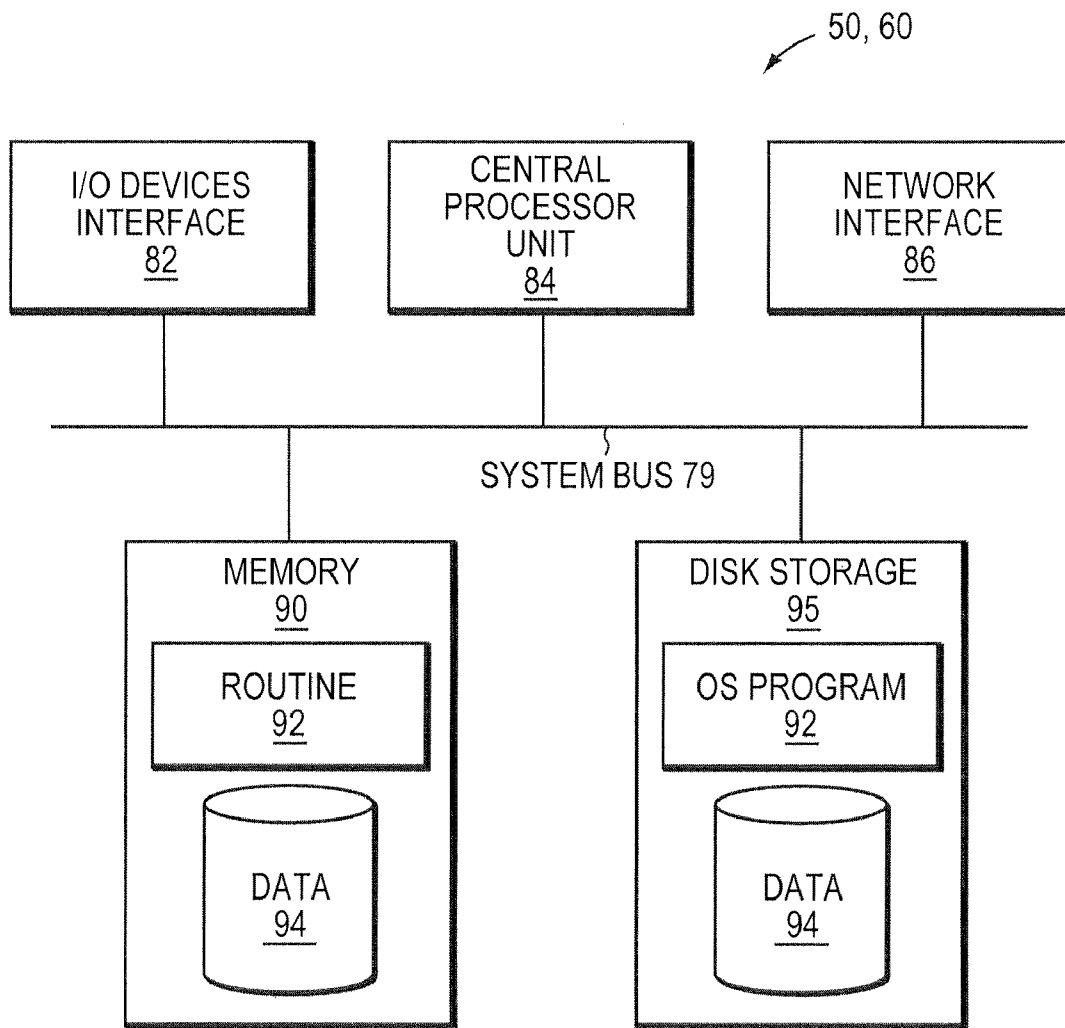 50, 60
I/O DEVICES
INTERFACE
82
CENTRAL
PROCESSOR
UNIT
84
NETWORK
INTERFACE
86
SYSTEM BUS 79
MEMORY
90
ROUTINE
92
DATA
94
DISK STORAGE
95
OS PROGRAM
92
DATA
94